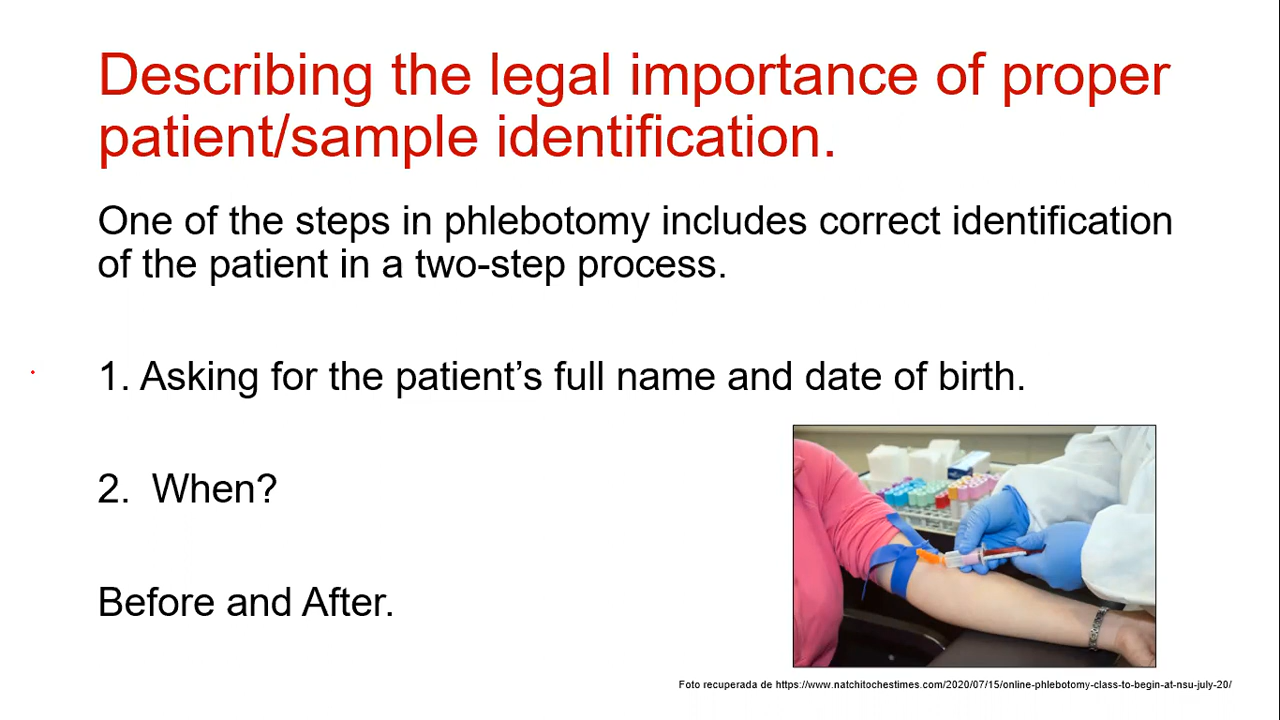 Describing the legal importance of proper
patient/sample identification.
One of the steps in phlebotomy includes correct identification
of the patient in a two-step process.
1. Asking for the patient’s full name and date of birth.
2. When?
Before and After.
Foto recuperada de https://www.natchitochestimes.com/2020/07/15/online-phlebotomy-class-to-begin-at-nsu-july-20/